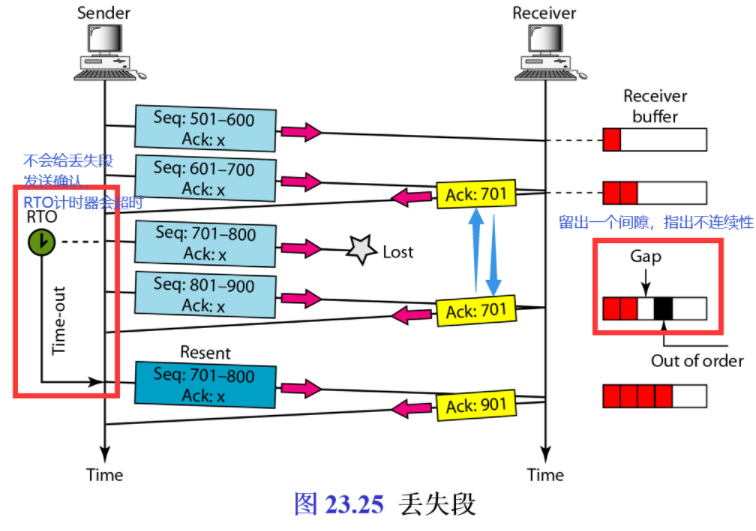 Sender
Receiver
Seq: 501–600
Ack: x
Receiver
buffer
不会给丢失段
发送确认,
RTO计时器会超时
Seq: 601–700
Ack: x
Ack: 701
RTO
Seq: 701–800
Ack: x
Lost
留出一个间隙，指出不连续性
Gap
Time-out
Seq: 801–900
Ack: x
Ack: 701
Out of order
Resent
Seq: 701–800
Ack: x
Ack: 901
Time
Time
图 23.25 丢失段